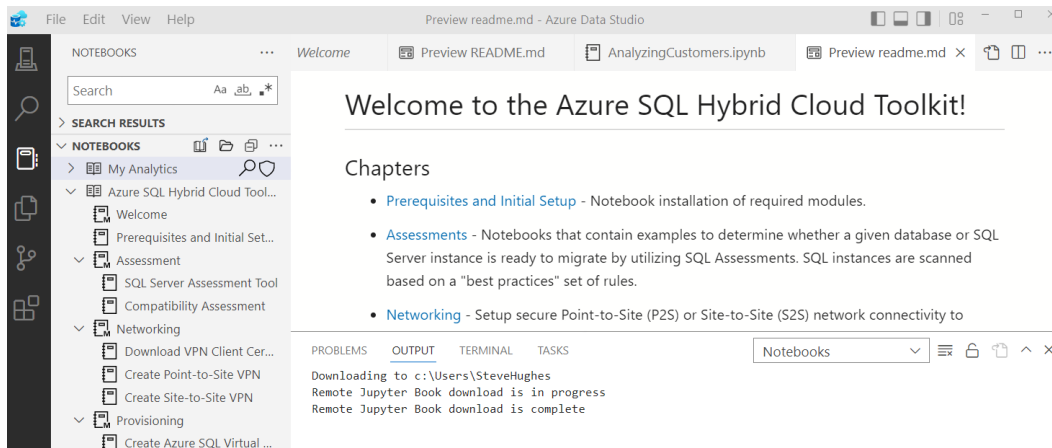 File Edit View Help
Preview readme.md - Azure Data Studio
NOTEBOOKS
Search
Aa ab
SEARCH RESULTS
NOTEBOOKS
My Analytics
Azure SQL Hybrid Cloud Tool...
Welcome
Prerequisites and Initial Set...
Assessment
SQL Server Assessment Tool
Compatibility Assessment
Networking
Download VPN Client Cer...
Create Point-to-Site VPN
Create Site-to-Site VPN
Provisioning
Create Azure SQL Virtual ...
Welcome Preview README.md AnalyzingCustomers.ipynb Preview readme.md
Welcome to the Azure SQL Hybrid Cloud Toolkit!
Chapters
• Prerequisites and Initial Setup - Notebook installation of required modules.
• Assessments - Notebooks that contain examples to determine whether a given database or SQL
Server instance is ready to migrate by utilizing SQL Assessments. SQL instances are scanned
based on a "best practices" set of rules.
• Networking - Setup secure Point-to-Site (P2S) or Site-to-Site (S2S) network connectivity to
PROBLEMS OUTPUT TERMINAL TASKS
Notebooks
Downloading to c:\Users\SteveHughes
Remote Jupyter Book download is in progress
Remote Jupyter Book download is complete